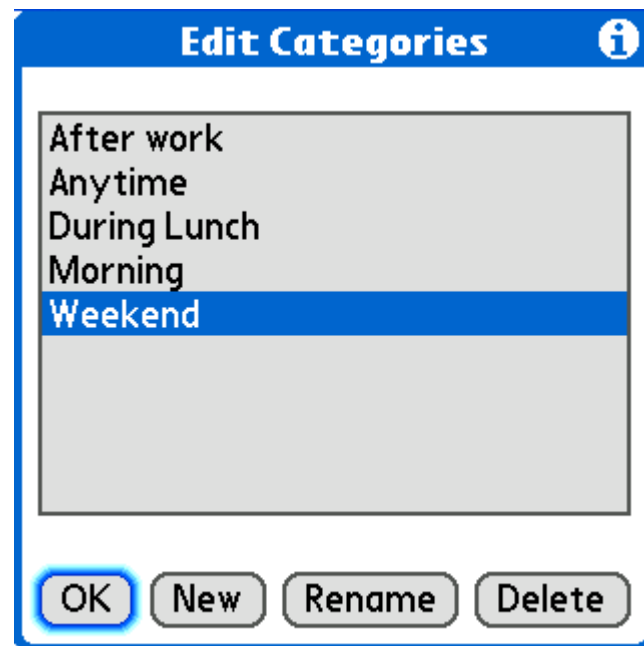 Edit Categories
After work
Anytime
During Lunch
Morning
Weekend
OK New Rename Delete